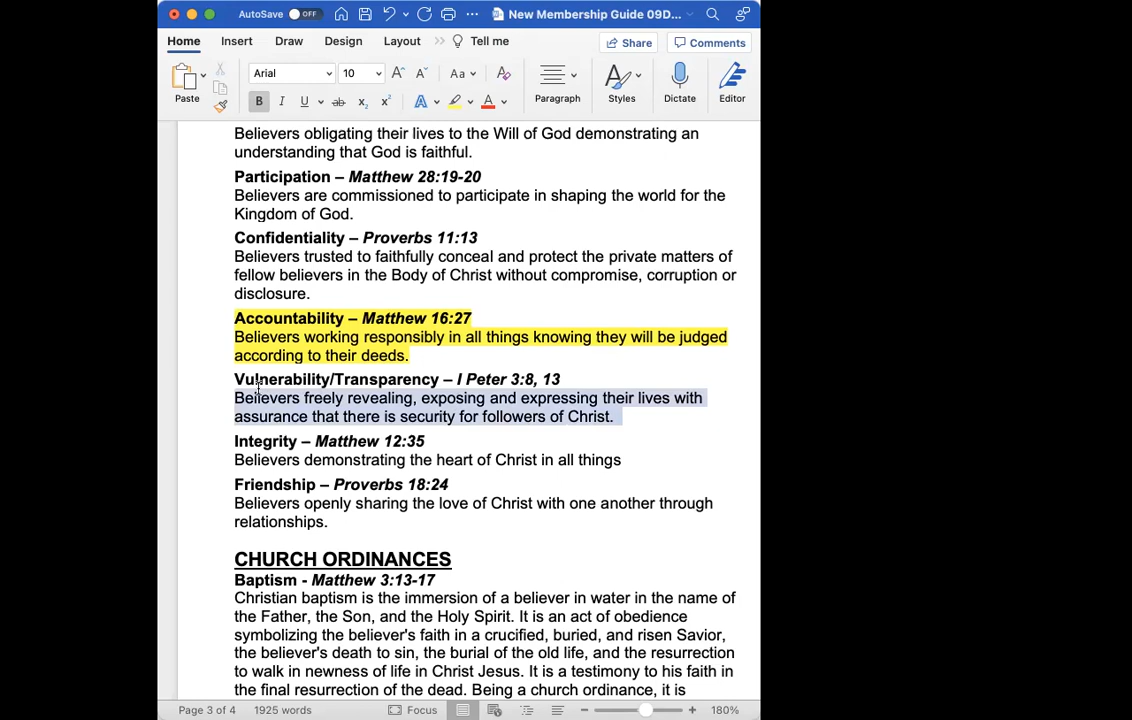 AutoSave OFF New Membership Guide 09D...
Home Insert Draw Design Layout >> Tell me Share Comments
Paste Arial 10 Aa Paragraph Styles Dictate Editor
B I U ab x₂ x² A A
Believers obligating their lives to the Will of God demonstrating an
understanding that God is faithful.
Participation – Matthew 28:19-20
Believers are commissioned to participate in shaping the world for the
Kingdom of God.
Confidentiality – Proverbs 11:13
Believers trusted to faithfully conceal and protect the private matters of
fellow believers in the Body of Christ without compromise, corruption or
disclosure.
Accountability – Matthew 16:27
Believers working responsibly in all things knowing they will be judged
according to their deeds.
Vulnerability/Transparency – I Peter 3:8, 13
Believers freely revealing, exposing and expressing their lives with
assurance that there is security for followers of Christ.
Integrity – Matthew 12:35
Believers demonstrating the heart of Christ in all things
Friendship – Proverbs 18:24
Believers openly sharing the love of Christ with one another through
relationships.
CHURCH ORDINANCES
Baptism - Matthew 3:13-17
Christian baptism is the immersion of a believer in water in the name of
the Father, the Son, and the Holy Spirit. It is an act of obedience
symbolizing the believer's faith in a crucified, buried, and risen Savior,
the believer's death to sin, the burial of the old life, and the resurrection
to walk in newness of life in Christ Jesus. It is a testimony to his faith in
the final resurrection of the dead. Being a church ordinance, it is
Page 3 of 4 1925 words Focus 180%